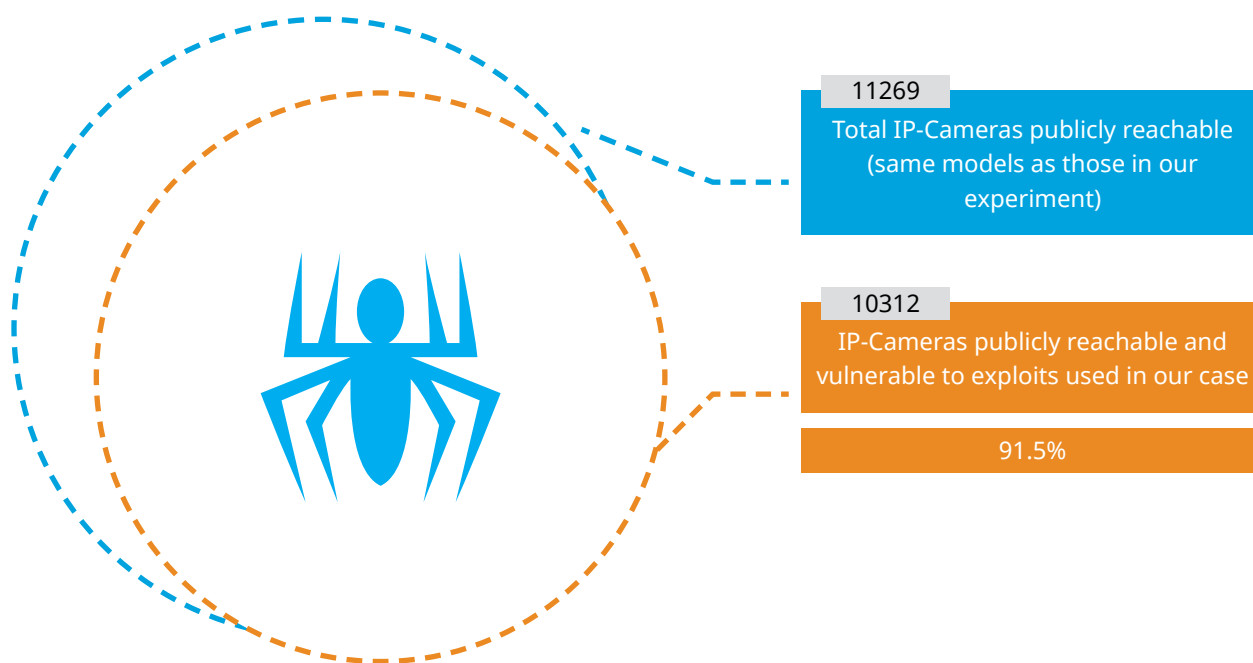 11269
Total IP-Cameras publicly reachable
(same models as those in our
experiment)
10312
IP-Cameras publicly reachable and
vulnerable to exploits used in our case
91.5%